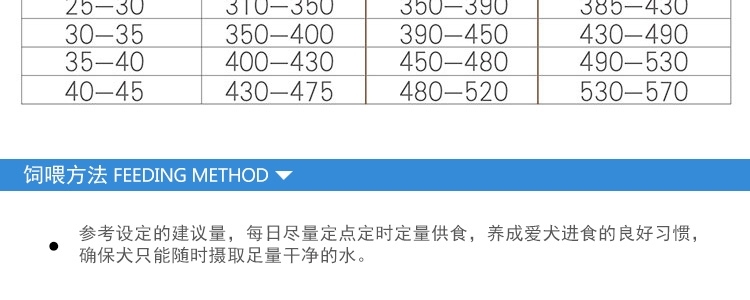 25—30 310—350 350—390 385—430
30—35 350—400 390—450 430—490
35—40 400—430 450—480 490—530
40—45 430—475 480—520 530—570
饲喂方法 FEEDING METHOD
参考设定的建议量，每日尽量定点定时定量供食，养成爱犬进食的良好习惯，
确保犬只能随时摄取足量干净的水。